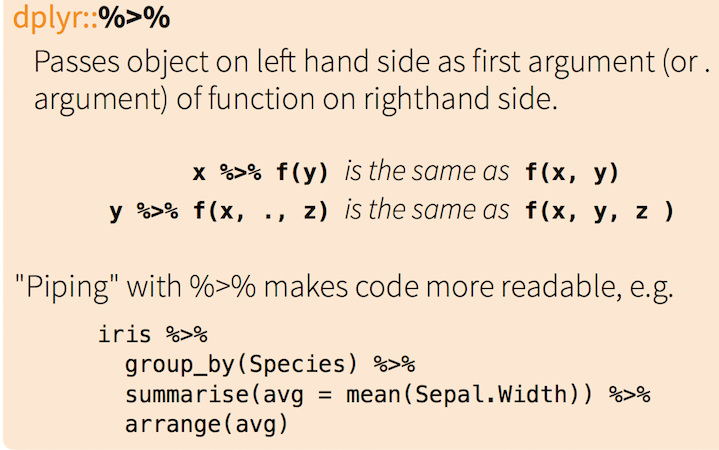 dplyr::%>%
Passes object on left hand side as first argument (or .
argument) of function on righthand side.
x %>% f(y) is the same as f(x, y)
y %>% f(x, ., z) is the same as f(x, y, z )
"Piping" with %>% makes code more readable, e.g.
iris %>%
  group_by(Species) %>%
  summarise(avg = mean(Sepal.Width)) %>%
  arrange(avg)